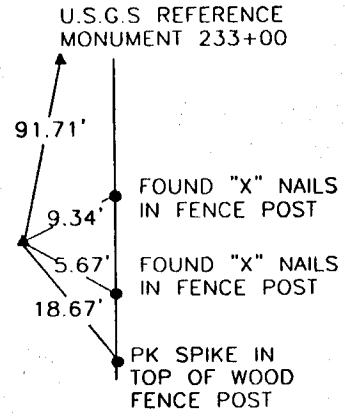 U.S.G.S REFERENCE
MONUMENT 233+00
91.71'
FOUND "X" NAILS
IN FENCE POST
9.34'
5.67'
FOUND "X" NAILS
IN FENCE POST
18.67'
PK SPIKE IN
TOP OF WOOD
FENCE POST